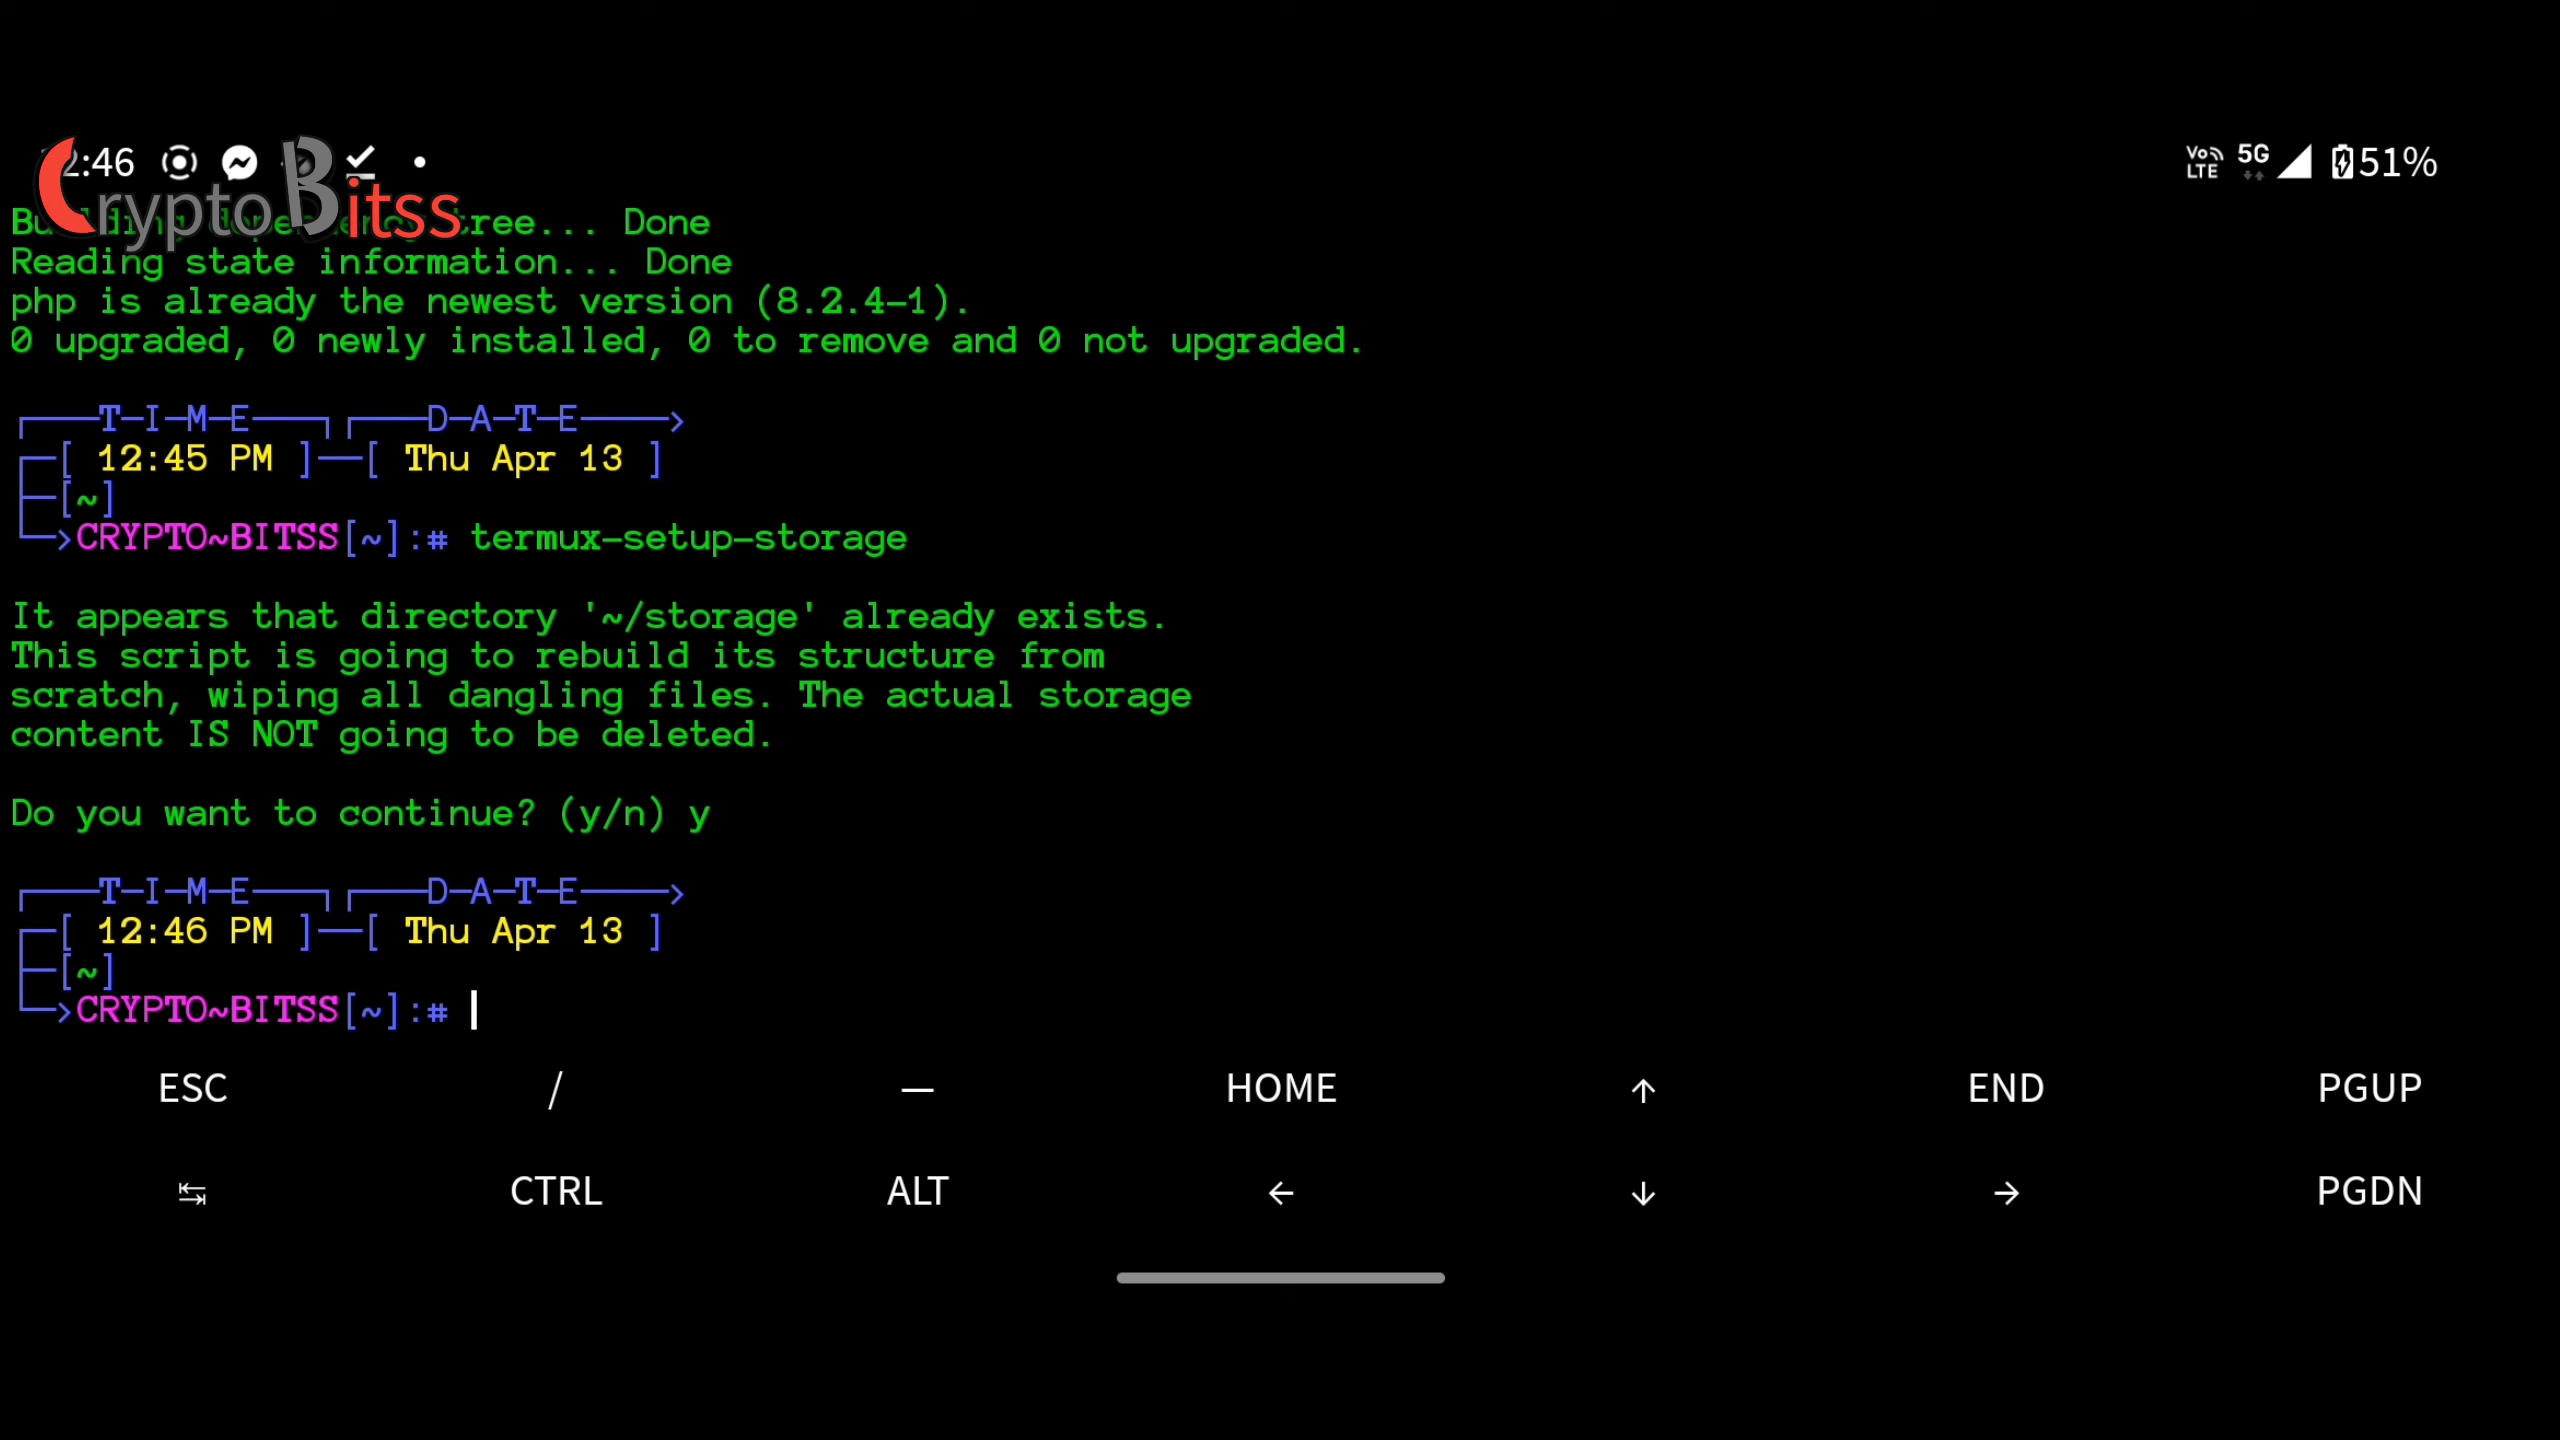 :46 51%
Vo LTE 5G
CryptoBitss
tree... Done
Reading state information... Done
php is already the newest version (8.2.4-1).
0 upgraded, 0 newly installed, 0 to remove and 0 not upgraded.
T-I-M-E D-A-T-E
[ 12:45 PM ]—[ Thu Apr 13 ]
[~]
CRYPTO~BITSS[~]:# termux-setup-storage
It appears that directory '~/storage' already exists.
This script is going to rebuild its structure from
scratch, wiping all dangling files. The actual storage
content IS NOT going to be deleted.
Do you want to continue? (y/n) y
T-I-M-E D-A-T-E
[ 12:46 PM ]—[ Thu Apr 13 ]
[~]
CRYPTO~BITSS[~]:#
ESC / — HOME ↑ END PGUP
↹ CTRL ALT ← ↓ → PGDN